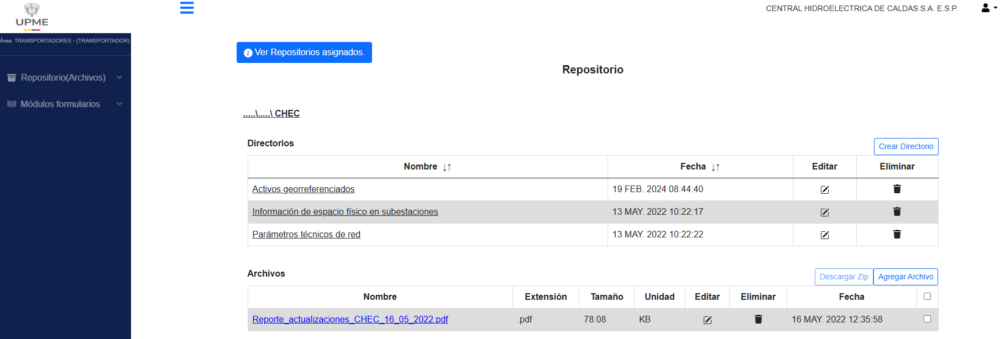 UPME
CENTRAL HIDROELECTRICA DE CALDAS S.A. E.S.P.
Área. TRANSPORTADORES - (TRANSPORTADOR)
Repositorio(Archivos)
Módulos formularios
Ver Repositorios asignados.
Repositorio
.....\.....\ CHEC
Directorios
Crear Directorio
Nombre Fecha Editar Eliminar
Activos georreferenciados 19 FEB. 2024 08:44:40
Información de espacio físico en subestaciones 13 MAY. 2022 10:22:17
Parámetros técnicos de red 13 MAY. 2022 10:22:22
Archivos
Descargar Zip Agregar Archivo
Nombre Extensión Tamaño Unidad Editar Eliminar Fecha
Reporte_actualizaciones_CHEC_16_05_2022.pdf .pdf 78.08 KB 16 MAY. 2022 12:35:58